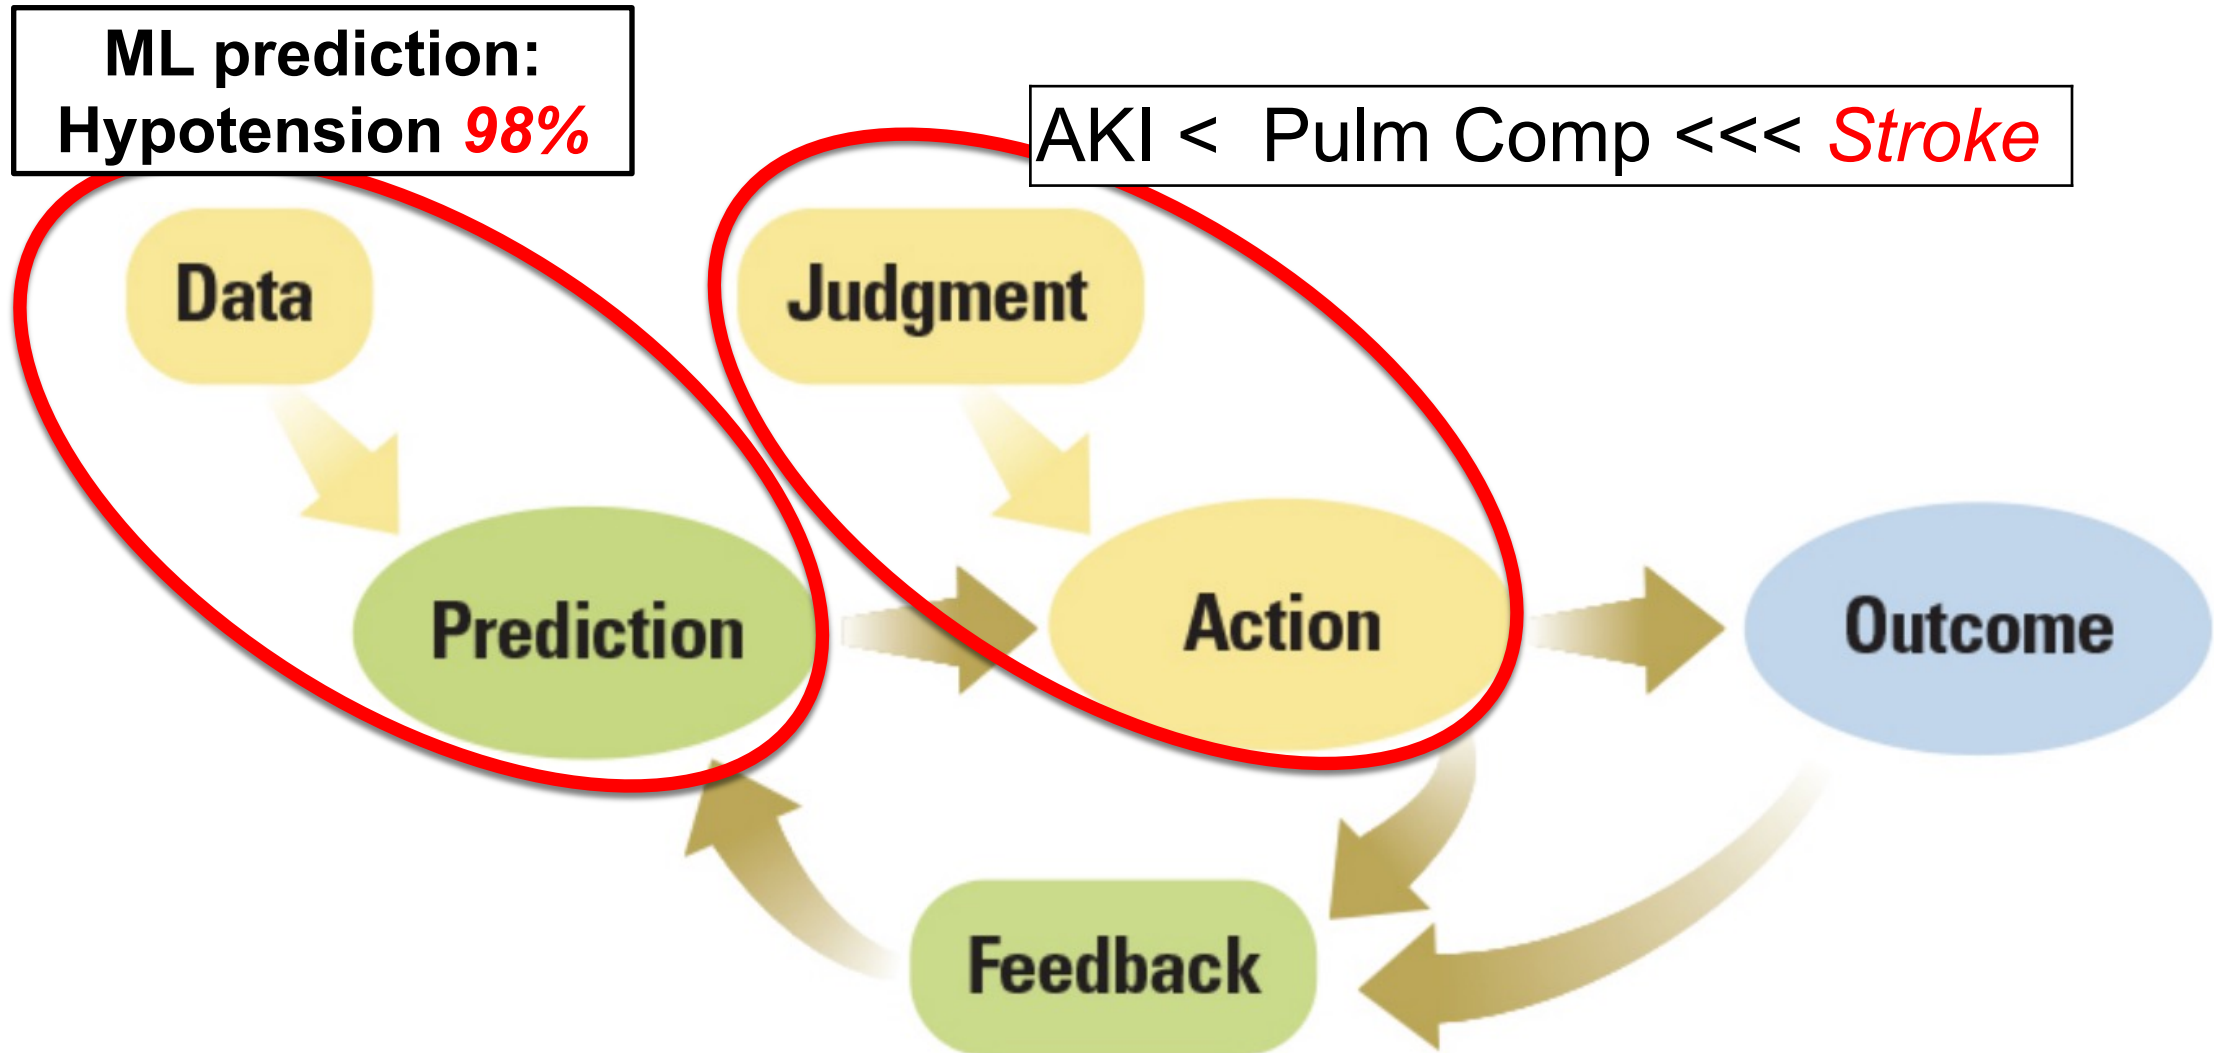 ML prediction:
Hypotension 98%
AKI < Pulm Comp <<< Stroke
Data
Judgment
Prediction
Action
Outcome
Feedback